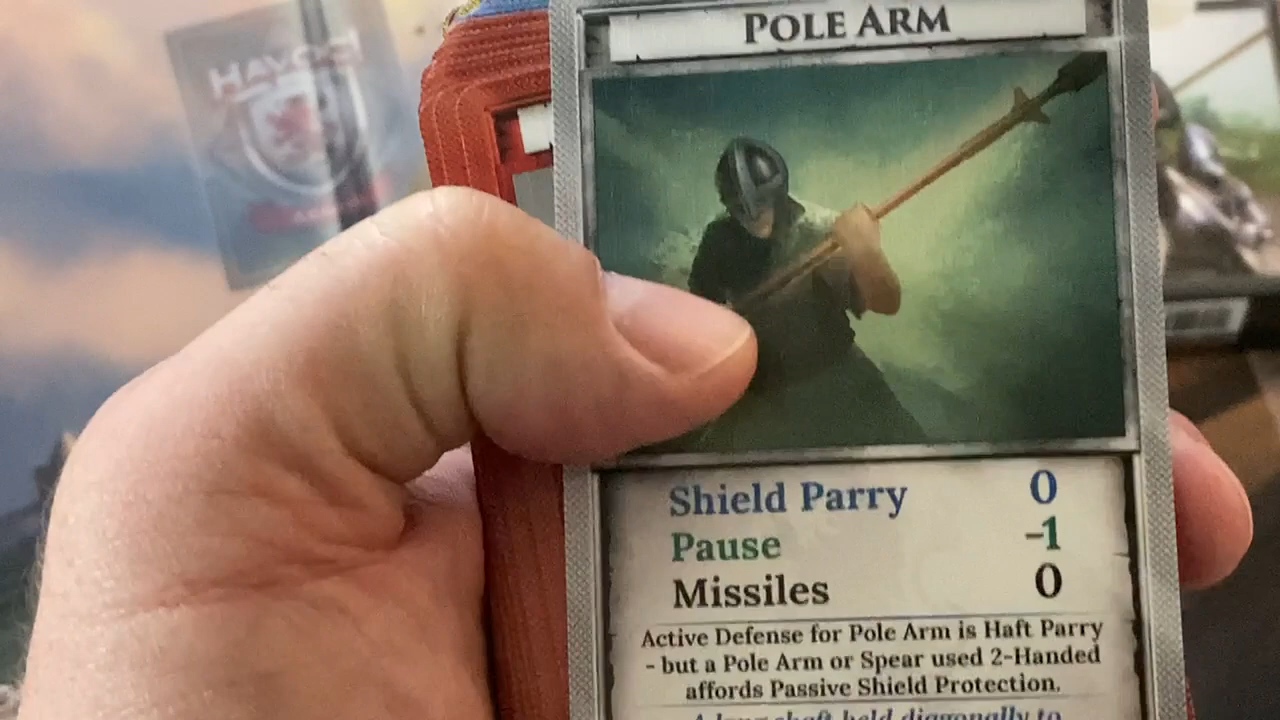 POLE ARM
HAVOC
Shield Parry 0
Pause -1
Missiles 0
Active Defense for Pole Arm is Haft Parry
- but a Pole Arm or Spear used 2-Handed
affords Passive Shield Protection.
A long shaft held diagonally to